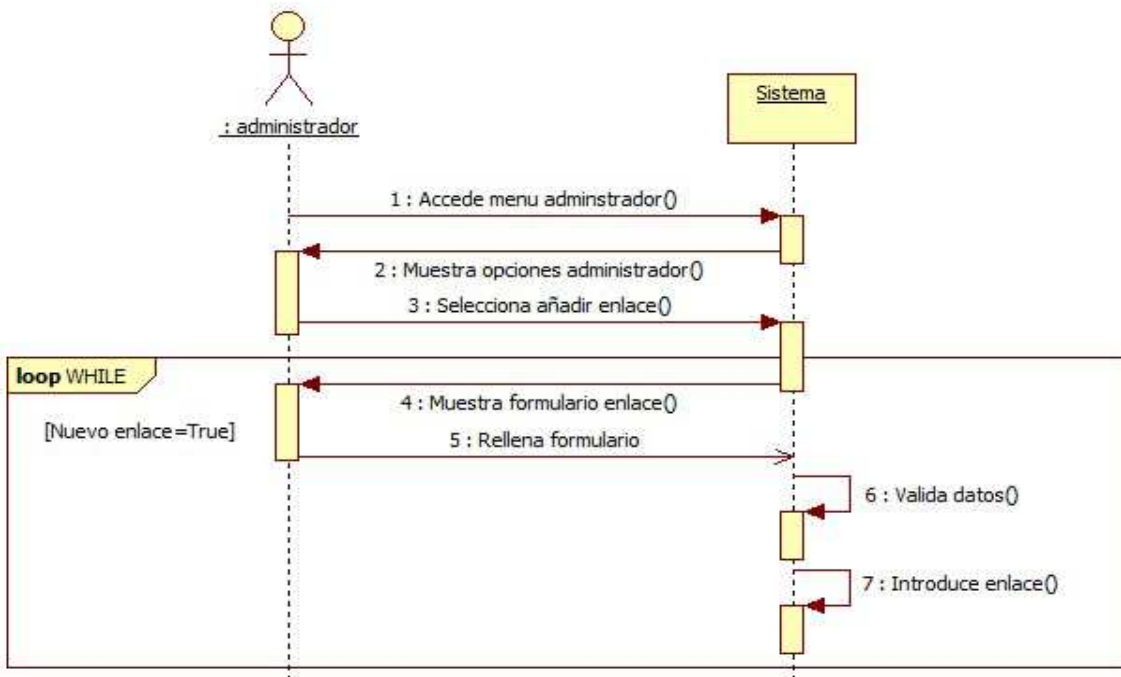 : administrador
Sistema
1 : Accede menu adminstrador()
2 : Muestra opciones administrador()
3 : Selecciona añadir enlace()
loop WHILE
4 : Muestra formulario enlace()
[Nuevo enlace=True]
5 : Rellena formulario
6 : Valida datos()
7 : Introduce enlace()